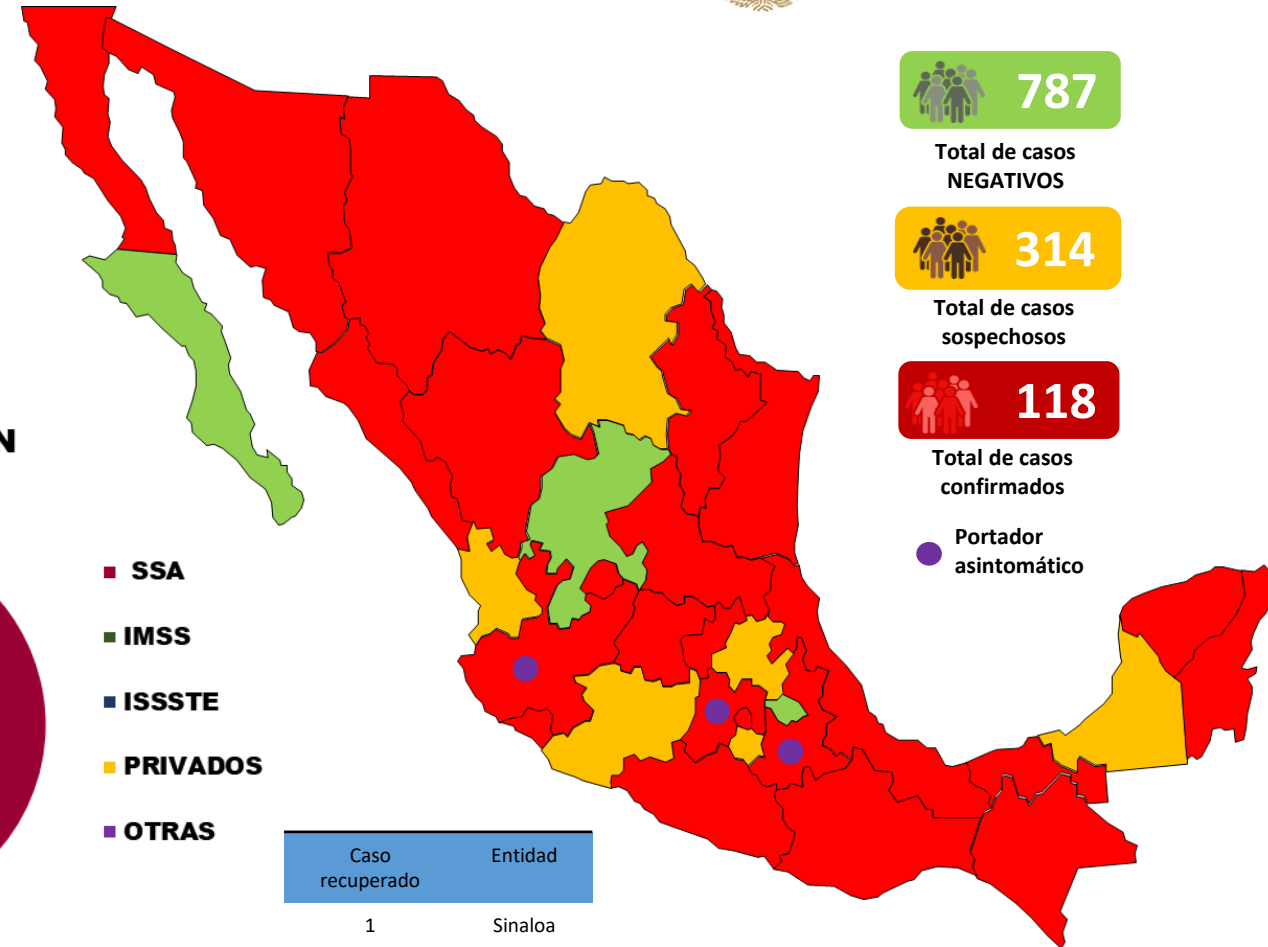 787
Total de casos
NEGATIVOS
314
Total de casos
sospechosos
118
Total de casos
confirmados
Portador
asintomático
N
SSA
IMSS
ISSSTE
PRIVADOS
OTRAS
Caso
recuperado
Entidad
1
Sinaloa